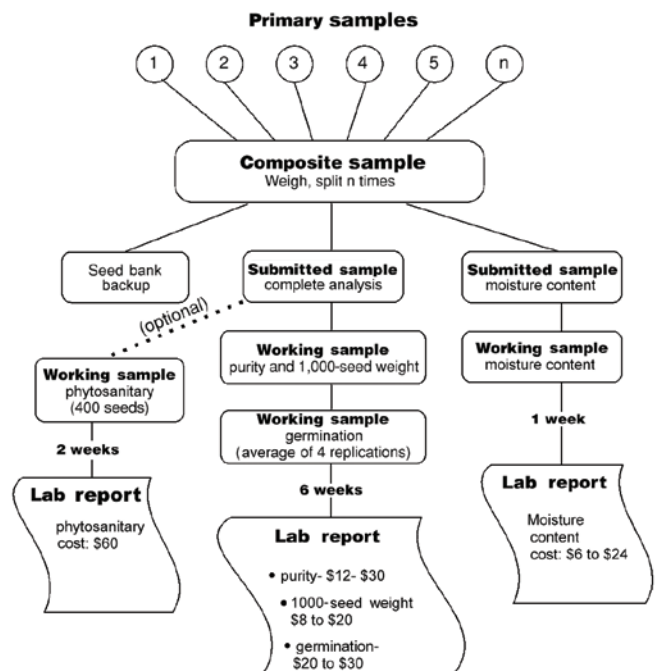 Primary samples
1
2
3
4
5
n
Composite sample
Weigh, split n times
Seed bank
backup
Submitted sample
complete analysis
Submitted sample
moisture content
(optional)
Working sample
phytosanitary
(400 seeds)
Working sample
purity and 1,000-seed weight
Working sample
moisture content
Working sample
germination
(average of 4 replications)
2 weeks
6 weeks
1 week
Lab report
phytosanitary
cost: $60
Lab report
• purity- $12- $30
• 1000-seed weight
$8 to $20
• germination-
$20 to $30
Lab report
Moisture
content
cost: $6 to $24